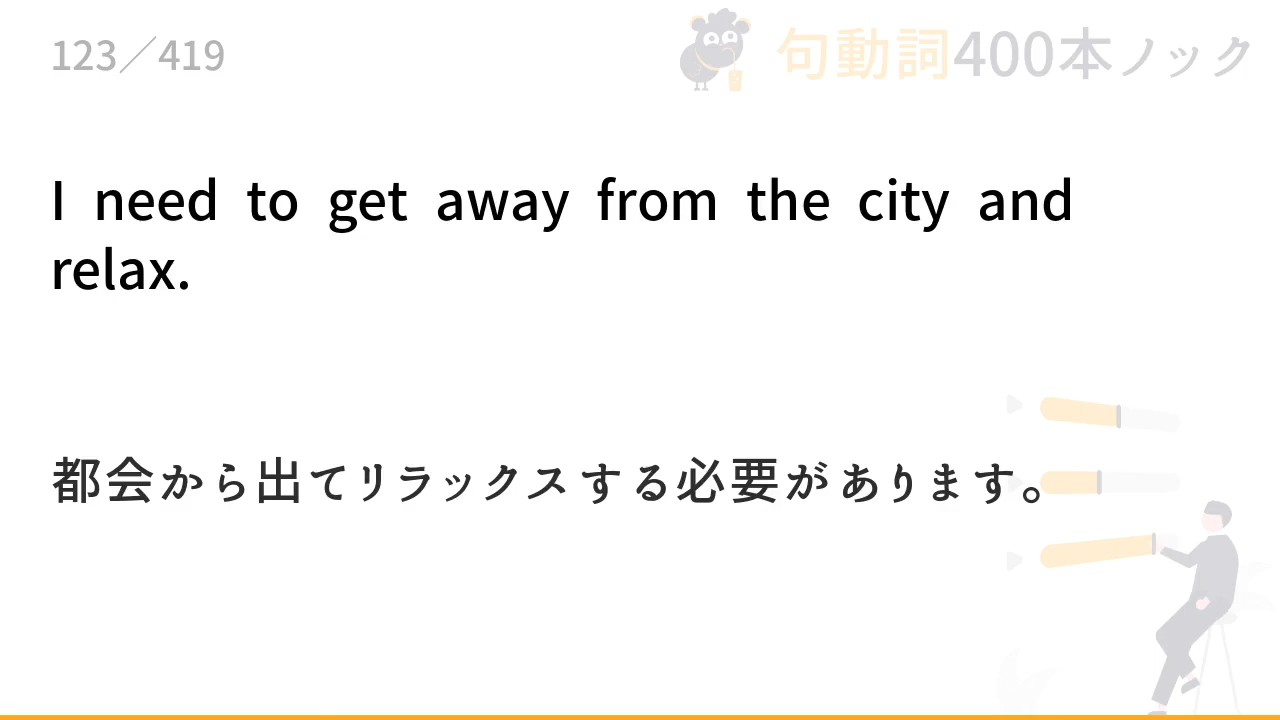 123／419
句動詞400本ノック
I need to get away from the city and
relax.
都会から出てリラックスする必要があります。